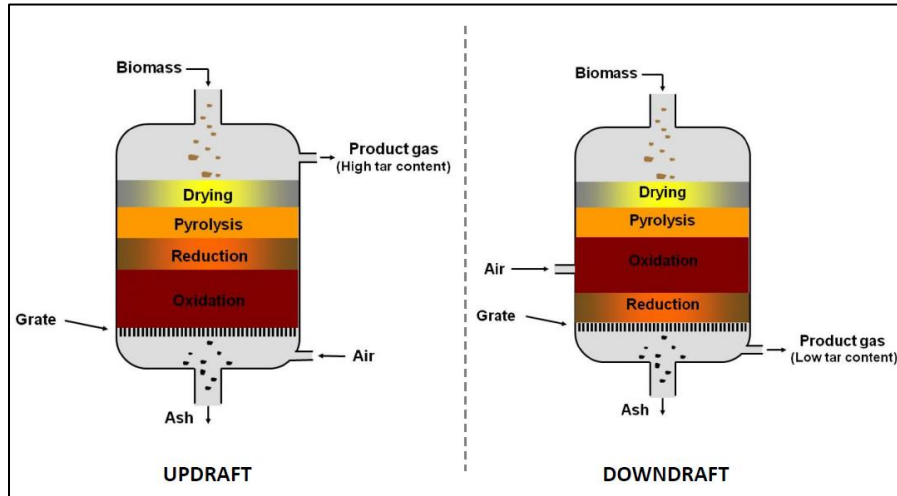 Biomass
Product gas
(High tar content)
Drying
Pyrolysis
Reduction
Oxidation
Grate
Air
Ash
UPDRAFT
Biomass
Drying
Pyrolysis
Air
Oxidation
Reduction
Grate
Product gas
(Low tar content)
Ash
DOWNDRAFT